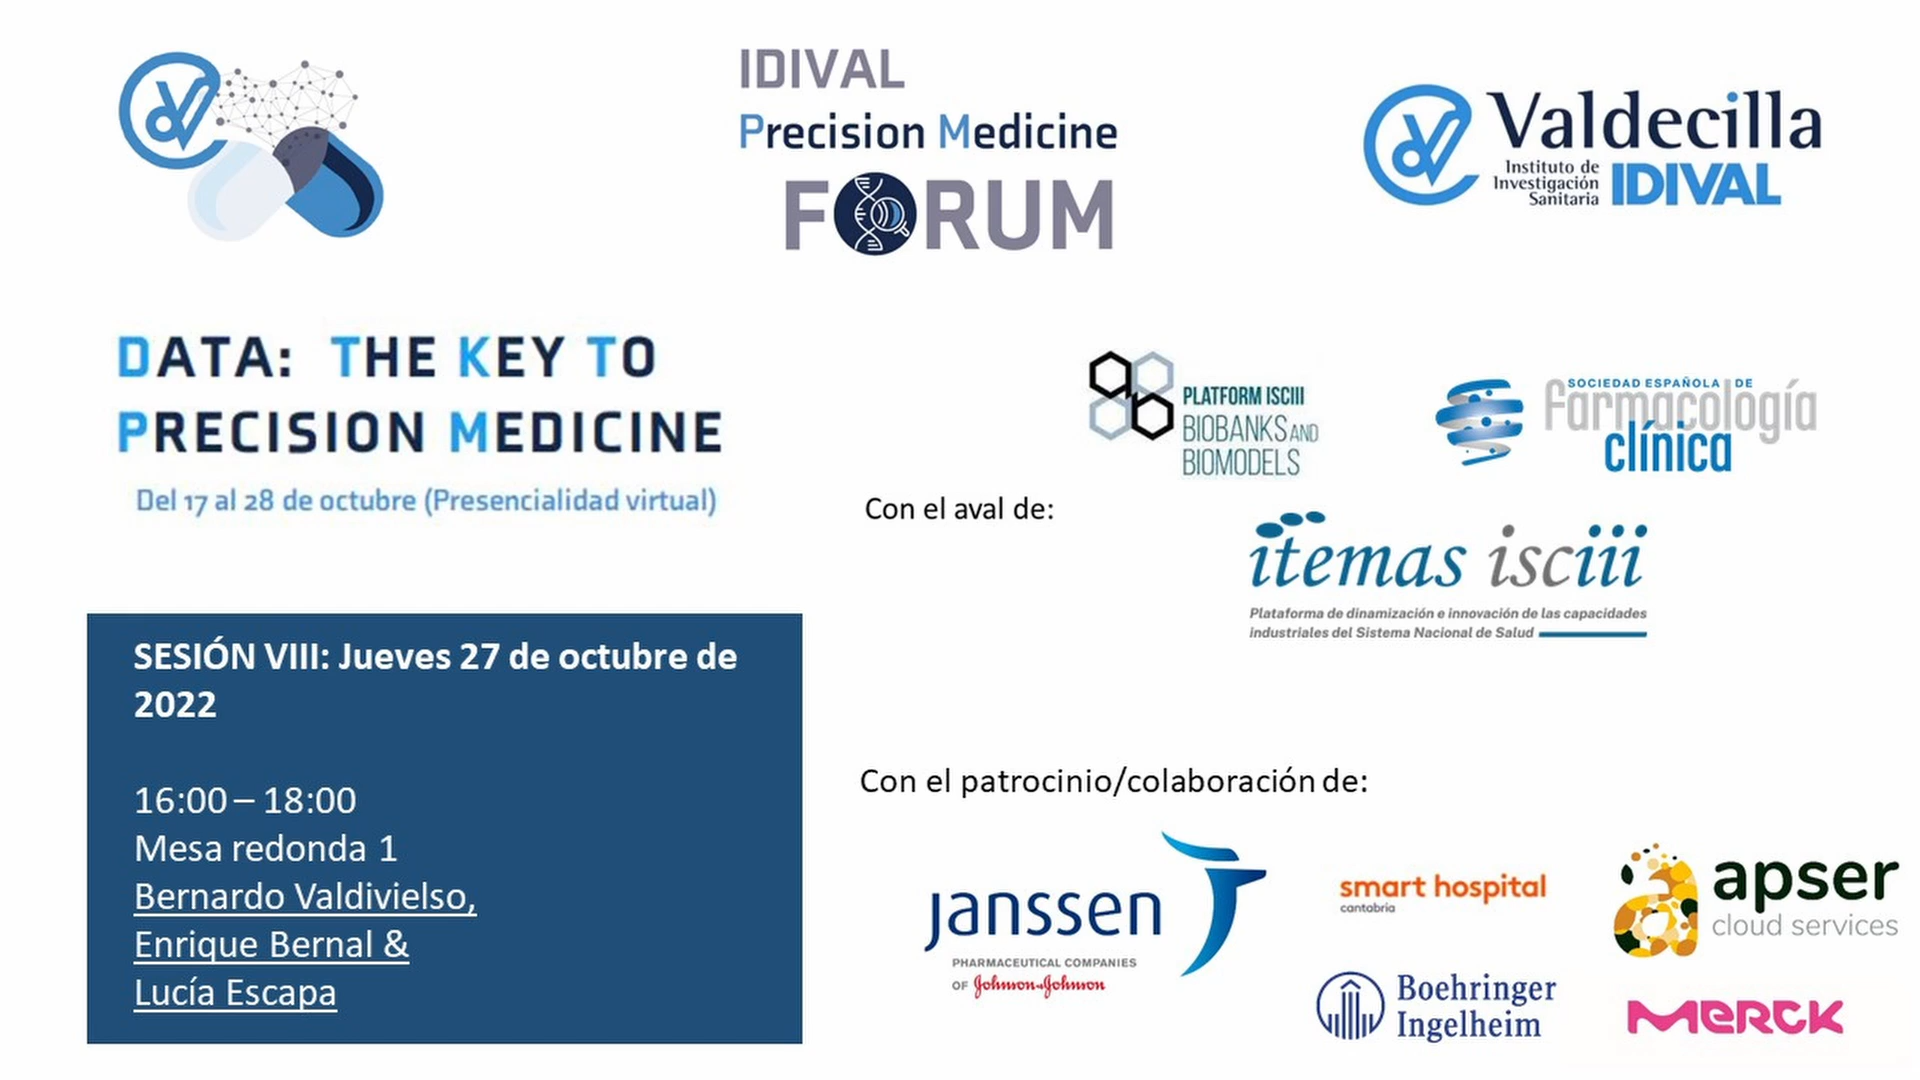 IDIVAL
Precision Medicine
FORUM
Valdecilla
Instituto de
Investigación
Sanitaria
IDIVAL
DATA: THE KEY TO
PRECISION MEDICINE
Del 17 al 28 de octubre (Presencialidad virtual)
Con el aval de:
PLATFORM ISCIII
BIOBANKS AND
BIOMODELS
SOCIEDAD ESPAÑOLA DE
farmacología
clínica
itemas isciii
Plataforma de dinamización e innovación de las capacidades
industriales del Sistema Nacional de Salud
SESIÓN VIII: Jueves 27 de octubre de
2022
16:00 – 18:00
Mesa redonda 1
Bernardo Valdivielso,
Enrique Bernal &
Lucía Escapa
Con el patrocinio/colaboración de:
janssen
PHARMACEUTICAL COMPANIES
OF Johnson & Johnson
smart hospital
cantabria
apser
cloud services
Boehringer
Ingelheim
MERCK